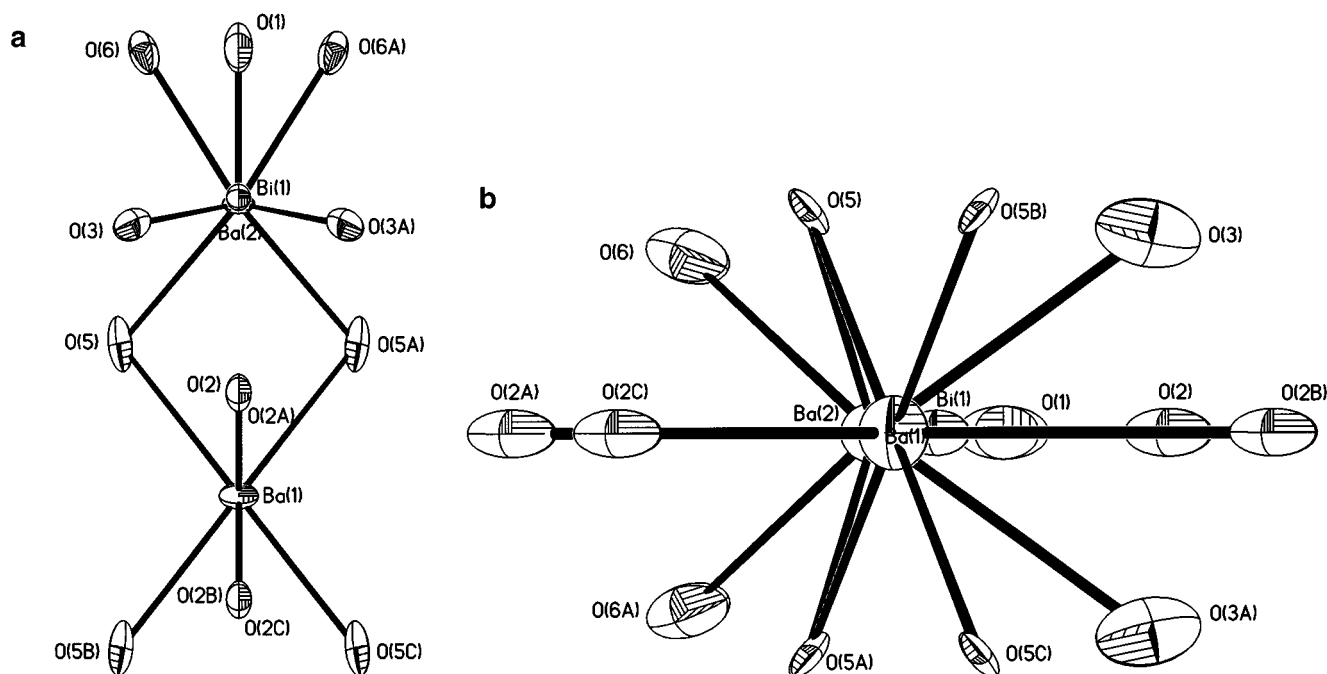 a
O(6)
O(1)
O(6A)
Bi(1)
O(3)
Ba(2)
O(3A)
O(5)
O(5A)
O(2)
O(2A)
Ba(1)
O(2B)
O(2C)
O(5B)
O(5C)
b
O(5)
O(5B)
O(3)
O(6)
O(2A)
O(2C)
Ba(2)
Bi(1)
Ba(1)
O(1)
O(2)
O(2B)
O(6A)
O(5A)
O(5C)
O(3A)